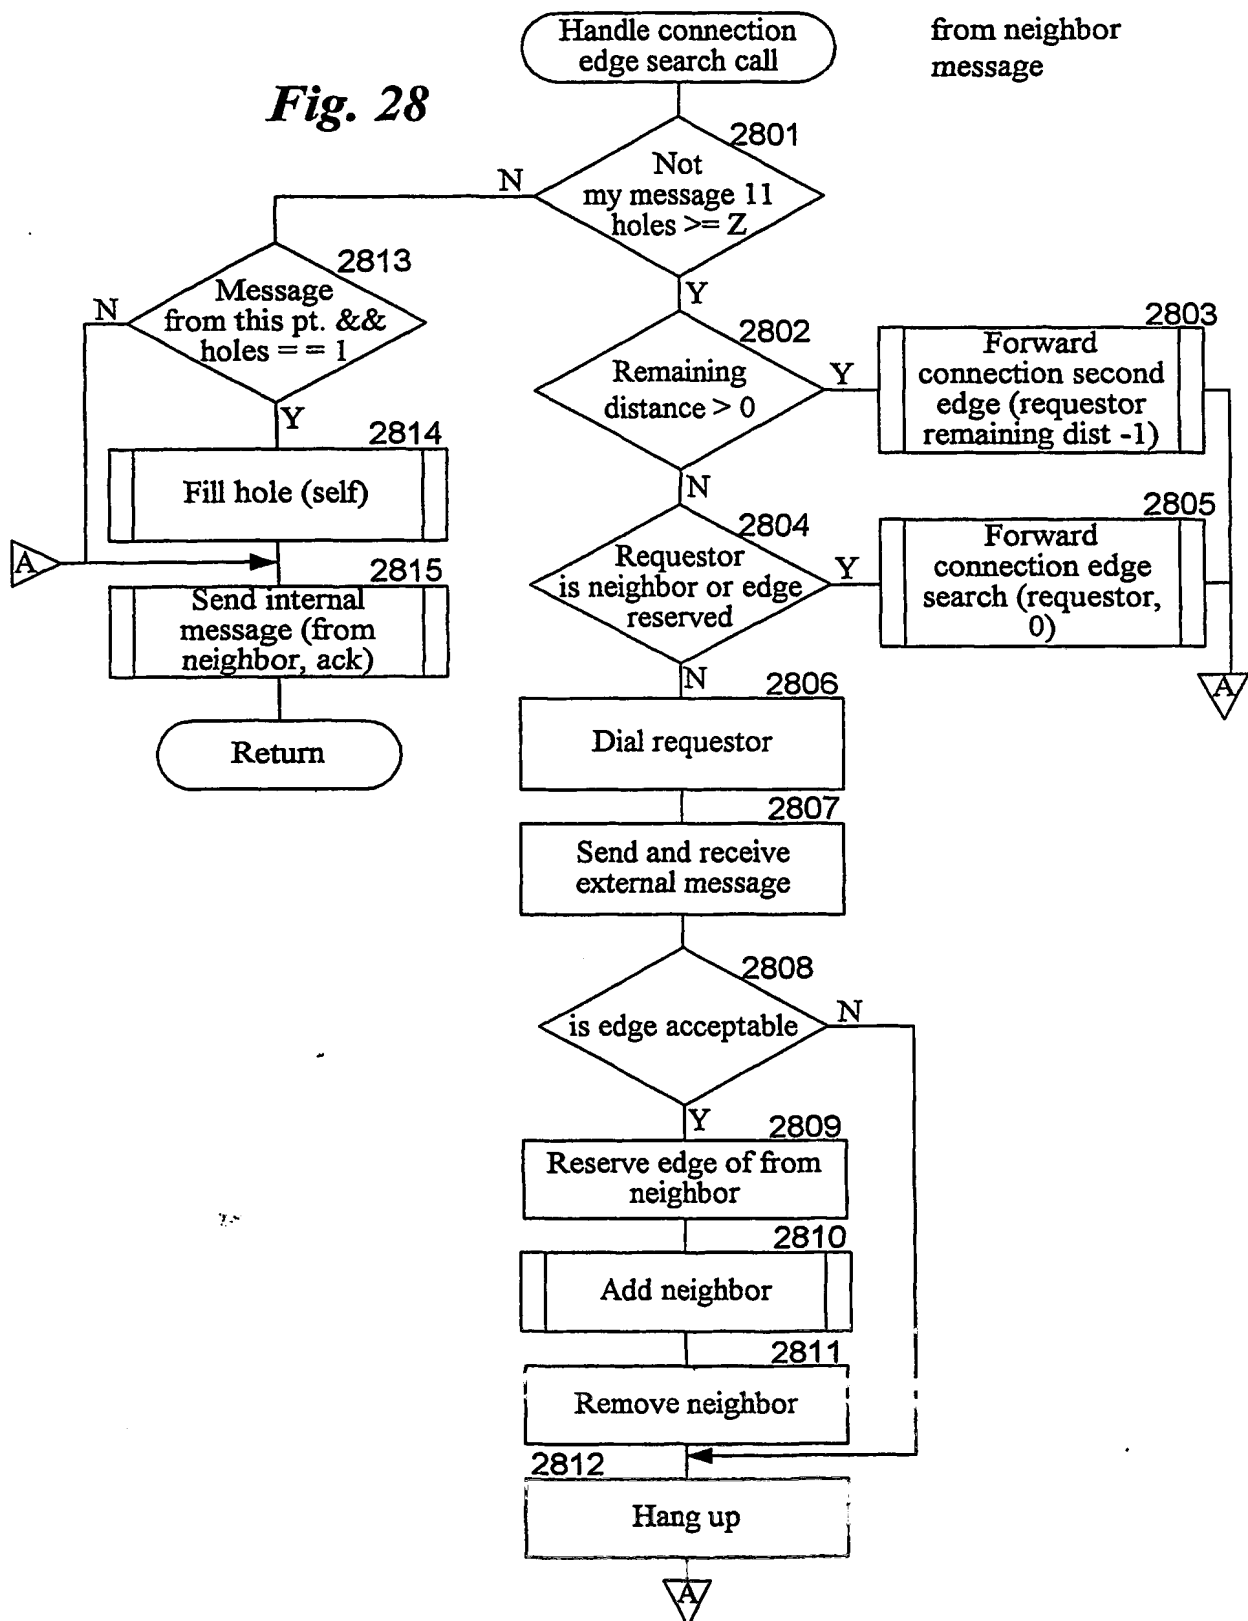 Handle connection
edge search call
from neighbor
message
Fig. 28
2801
Not
my message 11
holes >= Z
N
Y
2813
Message
from this pt. &&
holes = = 1
N
Y
2802
Remaining
distance > 0
Y
N
2803
Forward
connection second
edge (requestor
remaining dist -1)
2814
Fill hole (self)
2804
Requestor
is neighbor or edge
reserved
Y
N
2805
Forward
connection edge
search (requestor,
0)
A
2815
Send internal
message (from
neighbor, ack)
Return
A
2806
Dial requestor
2807
Send and receive
external message
2808
is edge acceptable
N
Y
2809
Reserve edge of from
neighbor
2810
Add neighbor
2811
Remove neighbor
2812
Hang up
A